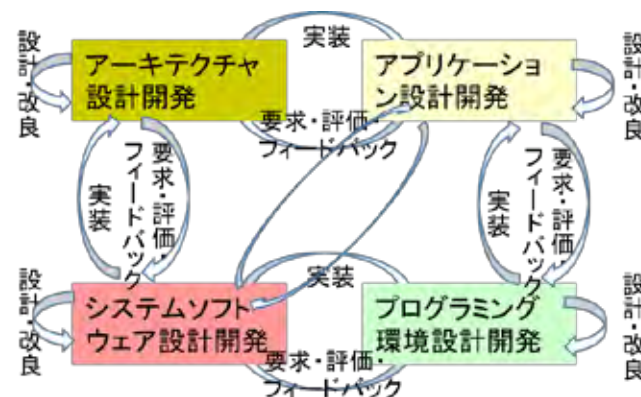 実装
設計・改良
アーキテクチャ
設計開発
アプリケーショ
ン設計開発
設計・改良
要求・評価・
フィードバック
実装
要求・評価・
フィードバック
実装
要求・評価・
フィードバック
設計・改良
システムソフト
ウェア設計開発
実装
プログラミング
環境設計開発
設計・改良
要求・評価・
フィードバック